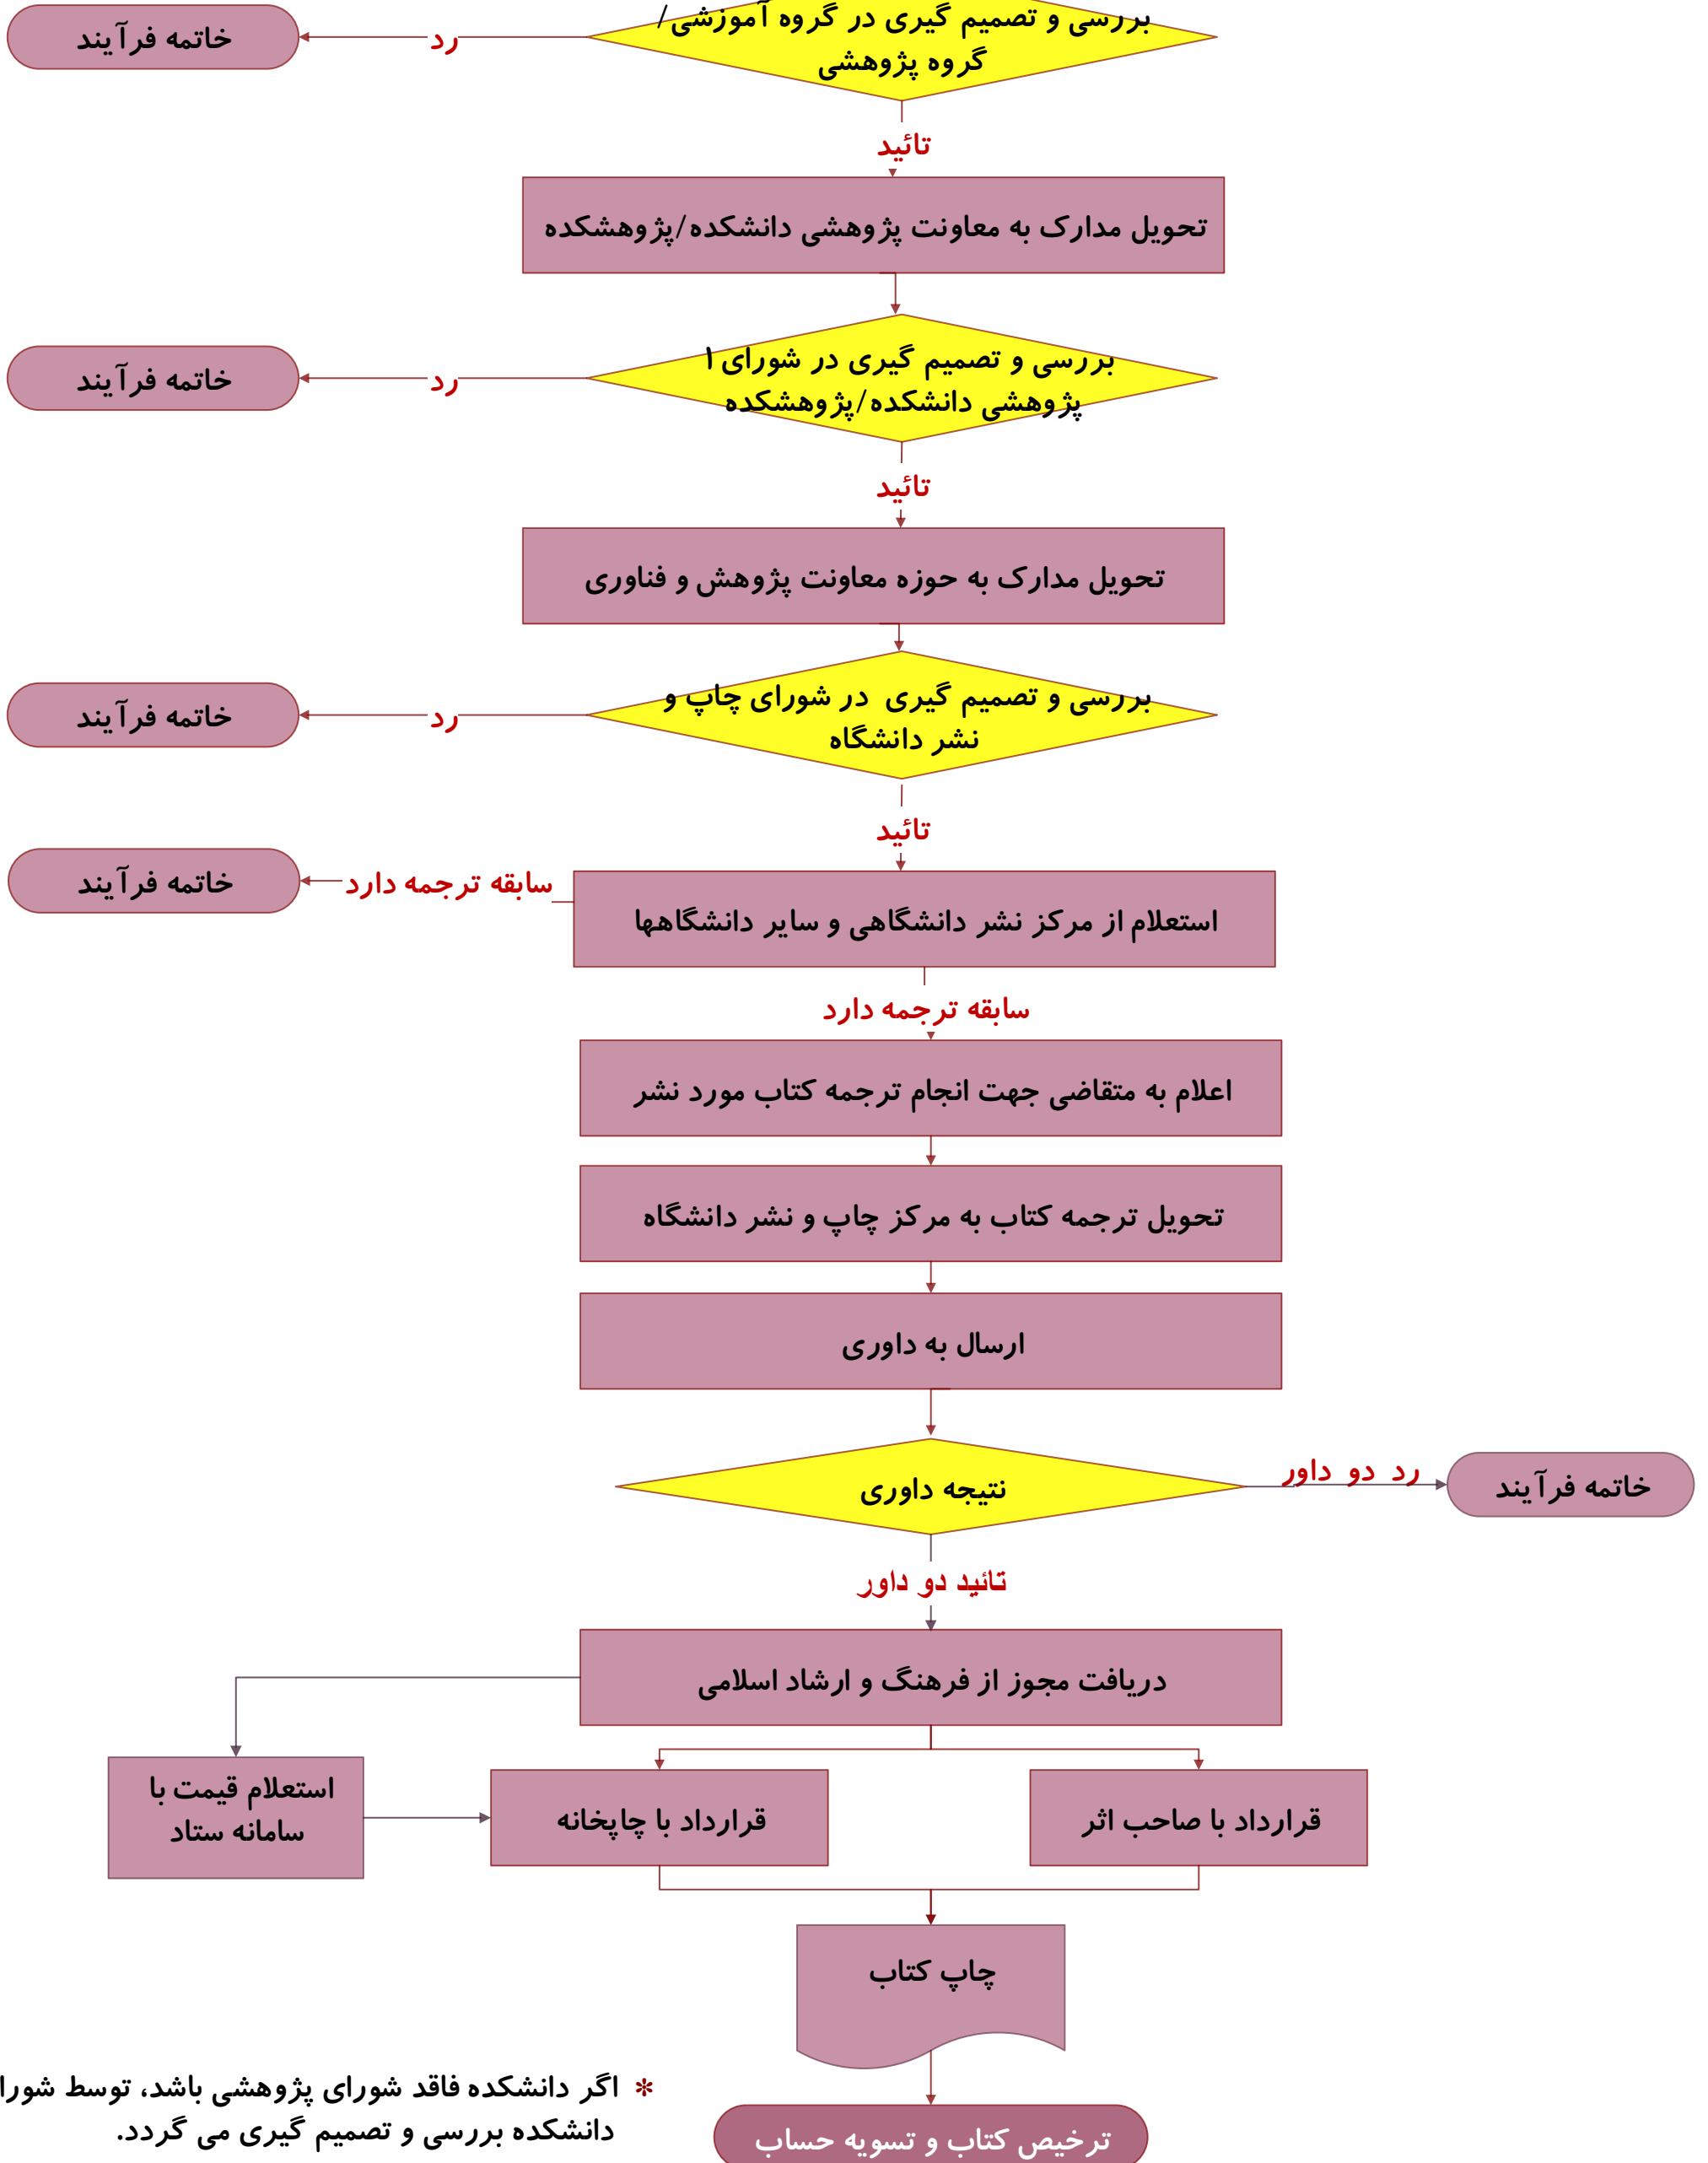 بررسی و تصمیم گیری در گروه آموزشی/
گروه پژوهشی
رد
خاتمه فرآیند
تائید
تحویل مدارک به معاونت پژوهشی دانشکده/پژوهشکده
بررسی و تصمیم گیری در شورای۱
پژوهشی دانشکده/پژوهشکده
رد
خاتمه فرآیند
تائید
تحویل مدارک به حوزه معاونت پژوهش و فناوری
بررسی و تصمیم گیری در شورای چاپ و
نشر دانشگاه
رد
خاتمه فرآیند
تائید
استعلام از مرکز نشر دانشگاهی و سایر دانشگاهها
سابقه ترجمه دارد
خاتمه فرآیند
سابقه ترجمه دارد
اعلام به متقاضی جهت انجام ترجمه کتاب مورد نشر
تحویل ترجمه کتاب به مرکز چاپ و نشر دانشگاه
ارسال به داوری
نتیجه داوری
رد دو داور
خاتمه فرآیند
تائید دو داور
دریافت مجوز از فرهنگ و ارشاد اسلامی
قرارداد با صاحب اثر
قرارداد با چاپخانه
استعلام قیمت با
سامانه ستاد
چاپ کتاب
* اگر دانشکده فاقد شورای پژوهشی باشد، توسط شورا
دانشکده بررسی و تصمیم گیری می گردد.
ترخیص کتاب و تسویه حساب